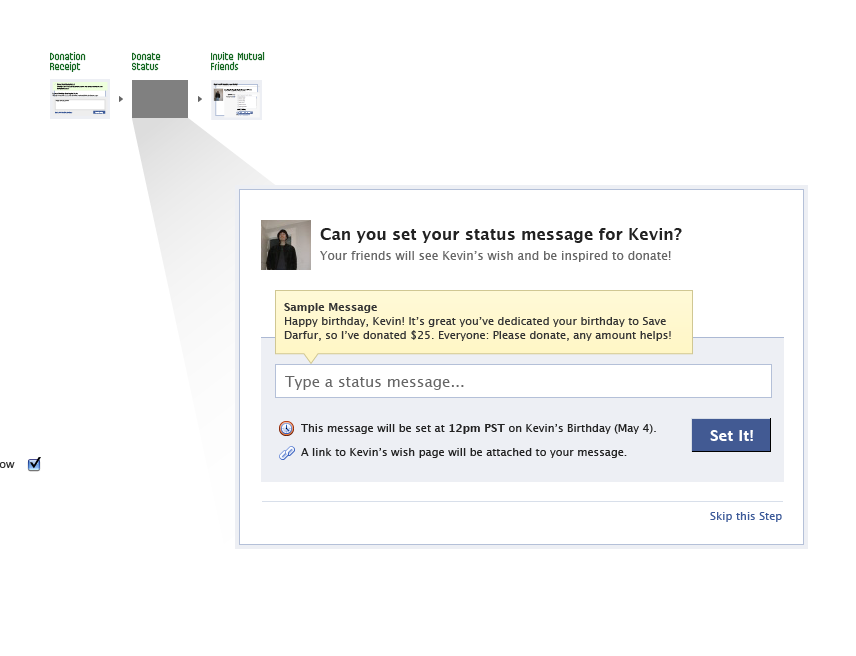 Donation
Receipt
Donate
Status
Invite Mutual
Friends
Can you set your status message for Kevin?
Your friends will see Kevin's wish and be inspired to donate!
Sample Message
Happy birthday, Kevin! It's great you've dedicated your birthday to Save
Darfur, so I've donated $25. Everyone: Please donate, any amount helps!
Type a status message...
This message will be set at 12pm PST on Kevin's Birthday (May 4).
Set It!
A link to Kevin's wish page will be attached to your message.
ow
Skip this Step